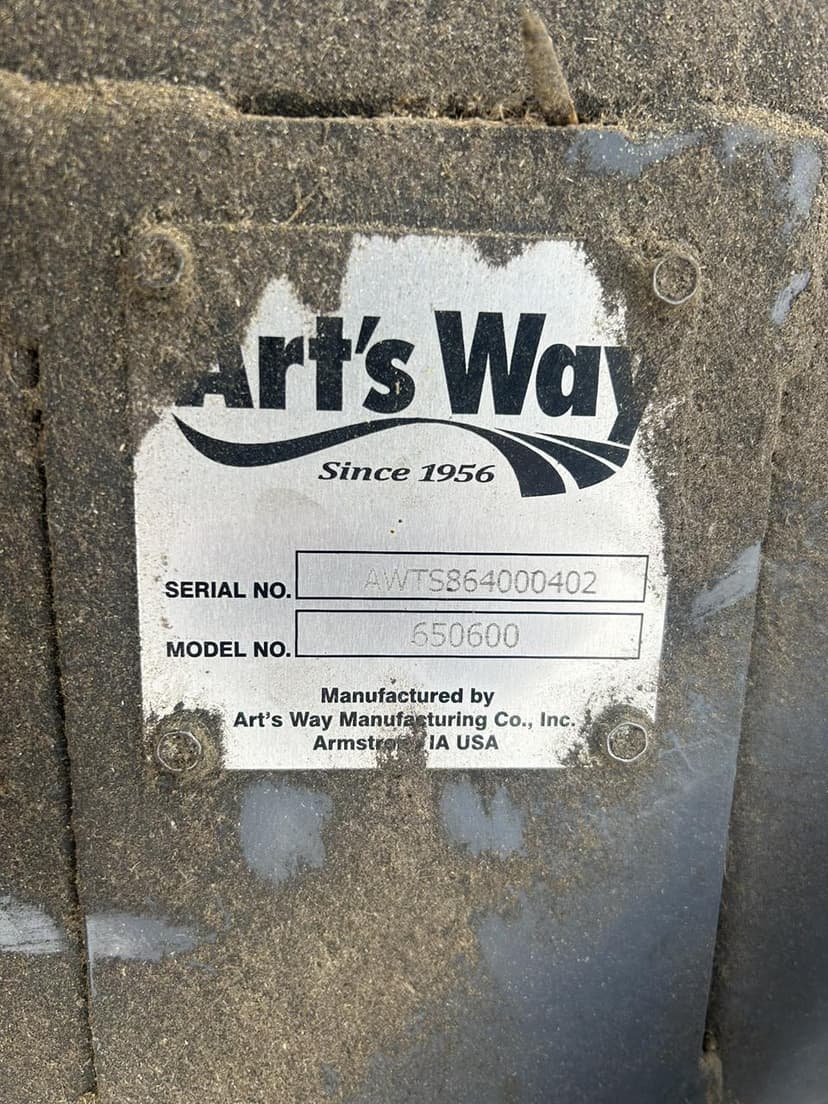 Art's Way
Since 1956
SERIAL NO. AWTS864000402
MODEL NO. 650600
Manufactured by
Art's Way Manufacturing Co., Inc.
Armstrong, IA USA